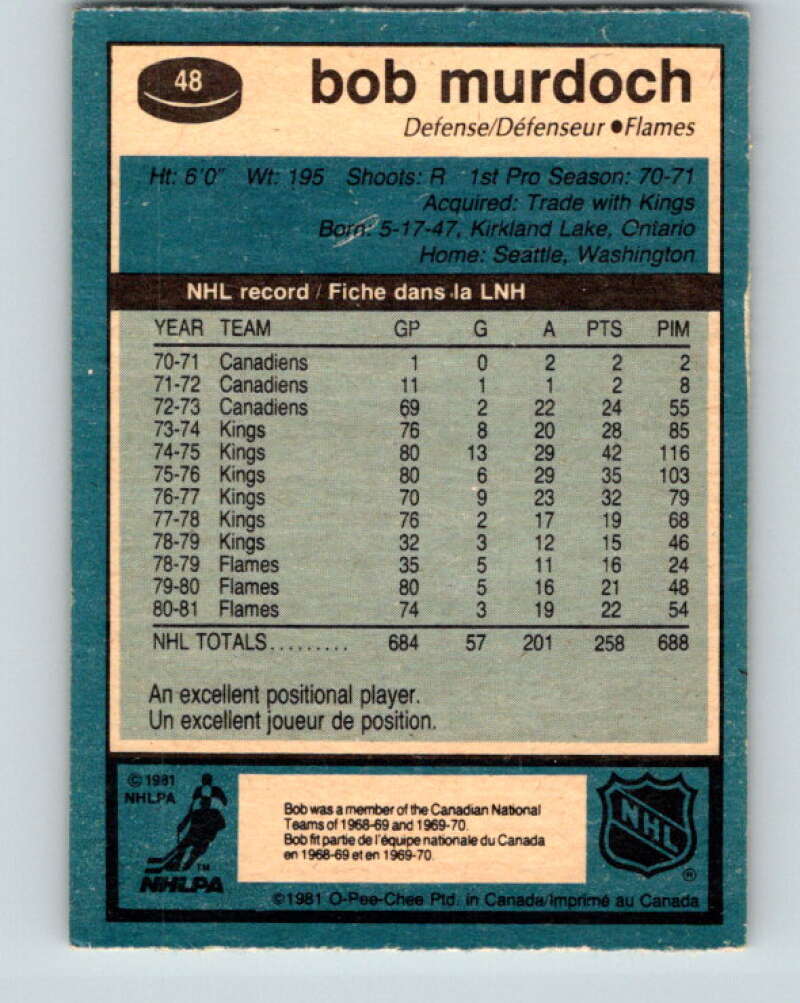 48
bob murdoch
Defense/Défenseur ●Flames
Ht: 6'0" Wt: 195 Shoots: R 1st Pro Season: 70-71
Acquired: Trade with Kings
Born: 5-17-47, Kirkland Lake, Ontario
Home: Seattle, Washington
NHL record / Fiche dans la LNH
YEAR TEAM GP G A PTS PIM
70-71 Canadiens 1 0 2 2 2
71-72 Canadiens 11 1 1 2 8
72-73 Canadiens 69 2 22 24 55
73-74 Kings 76 8 20 28 85
74-75 Kings 80 13 29 42 116
75-76 Kings 80 6 29 35 103
76-77 Kings 70 9 23 32 79
77-78 Kings 76 2 17 19 68
78-79 Kings 32 3 12 15 46
78-79 Flames 35 5 11 16 24
79-80 Flames 80 5 16 21 48
80-81 Flames 74 3 19 22 54
NHL TOTALS......... 684 57 201 258 688
An excellent positional player.
Un excellent joueur de position.
©1981
NHLPA
™
NHLPA
Bob was a member of the Canadian National
Teams of 1968-69 and 1969-70.
Bob fit partie de l'équipe nationale du Canada
en 1968-69 et en 1969-70.
NHL
®
©1981 O-Pee-Chee Ptd. in Canada/Imprimé au Canada